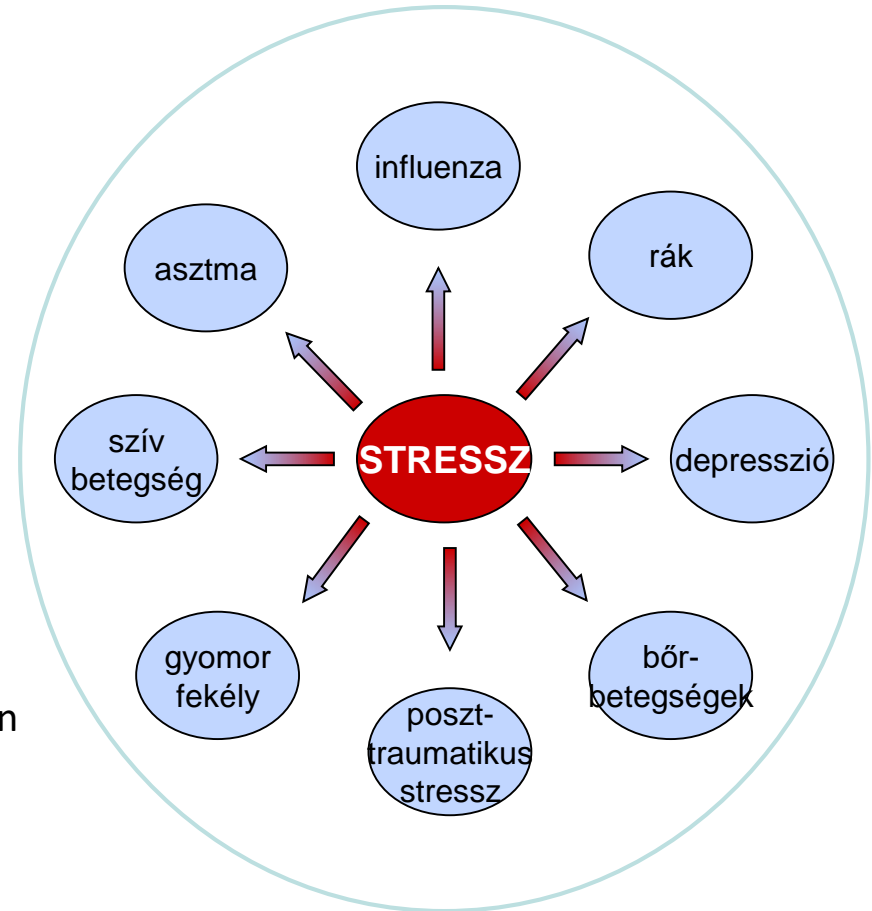 influenza
rák
asztma
szív
betegség
STRESSZ
depresszió
gyomor
fekély
bőr-
betegségek
poszt-
traumatikus
stressz
n